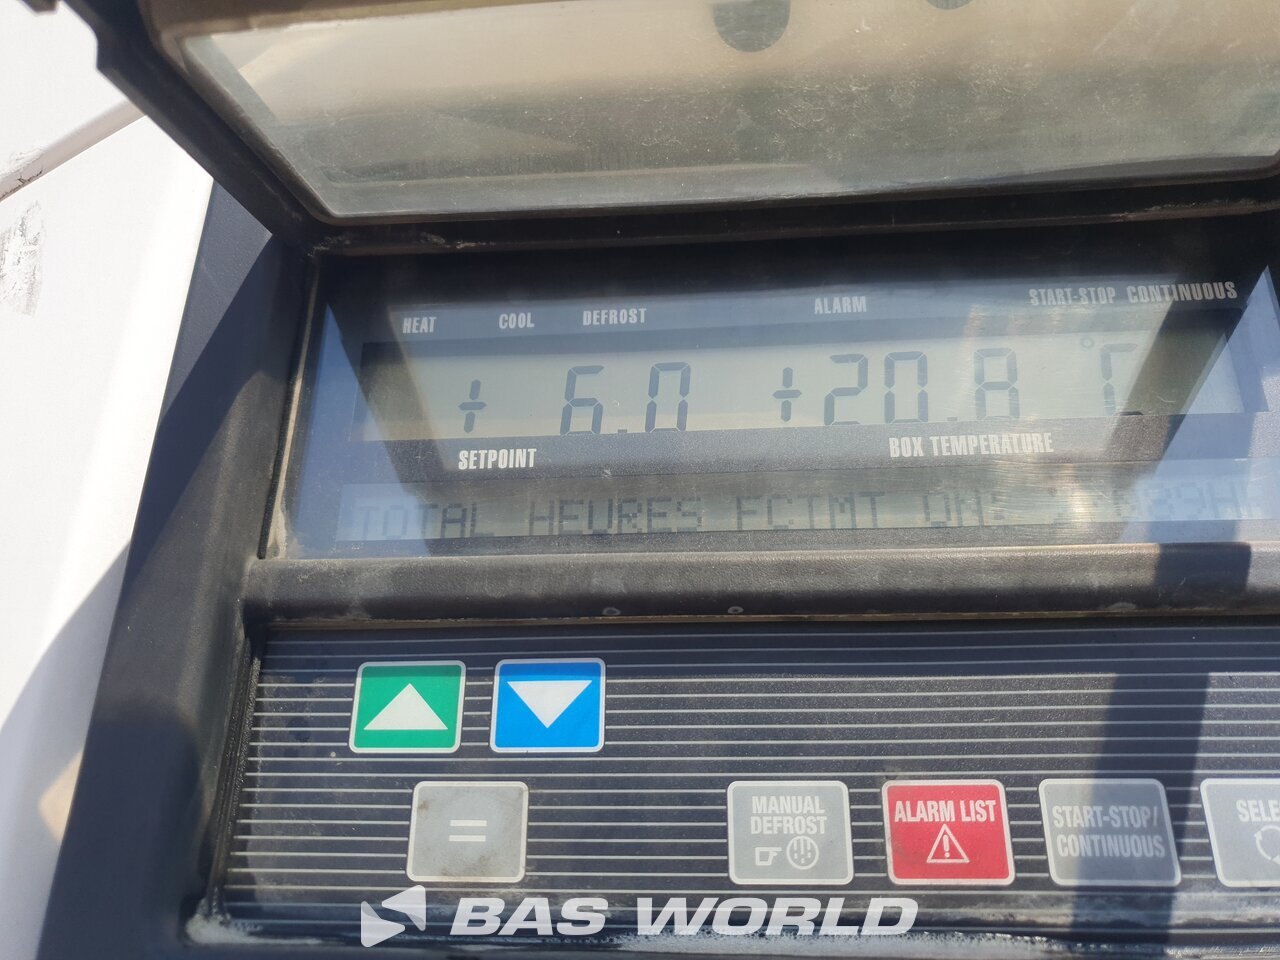 HEAT COOL DEFROST ALARM START-STOP CONTINUOUS
+ 6.0 +20.8 °C
SETPOINT BOX TEMPERATURE
TOTAL HEURES FCTMT ON:
=
MANUAL DEFROST
ALARM LIST
START-STOP/
CONTINUOUS
BAS WORLD